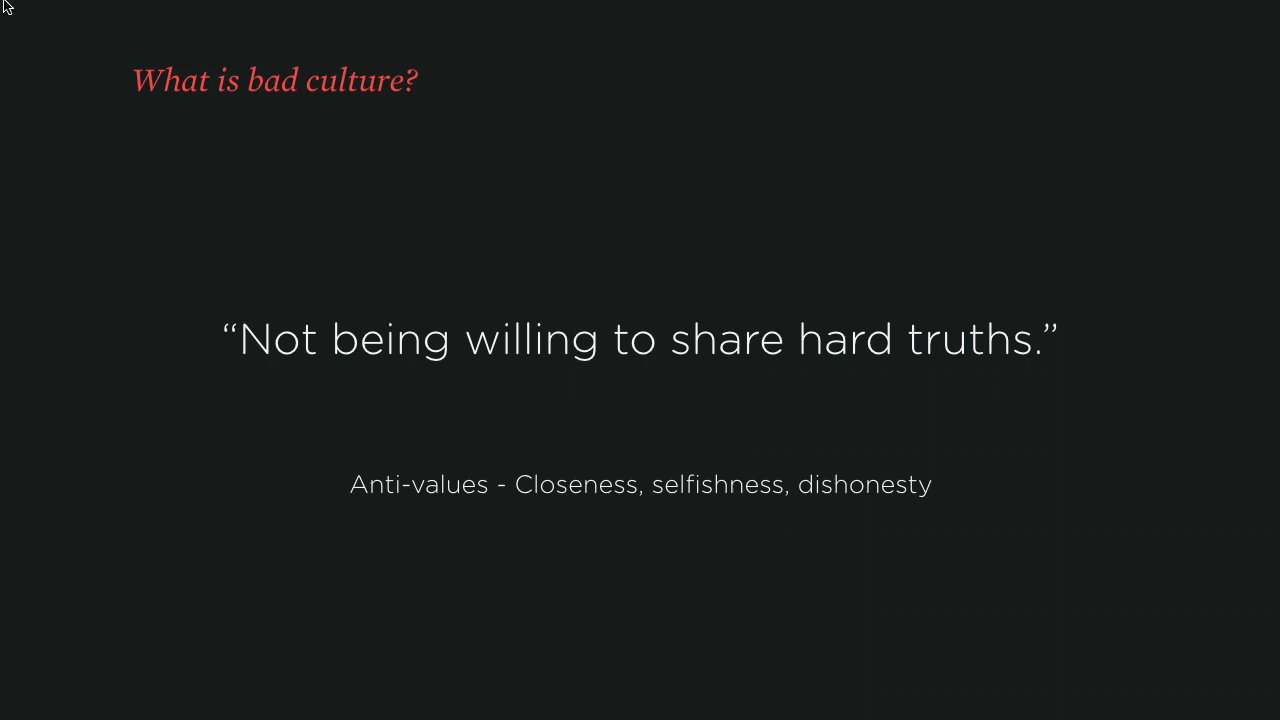 What is bad culture?
“Not being willing to share hard truths.”
Anti-values - Closeness, selfishness, dishonesty